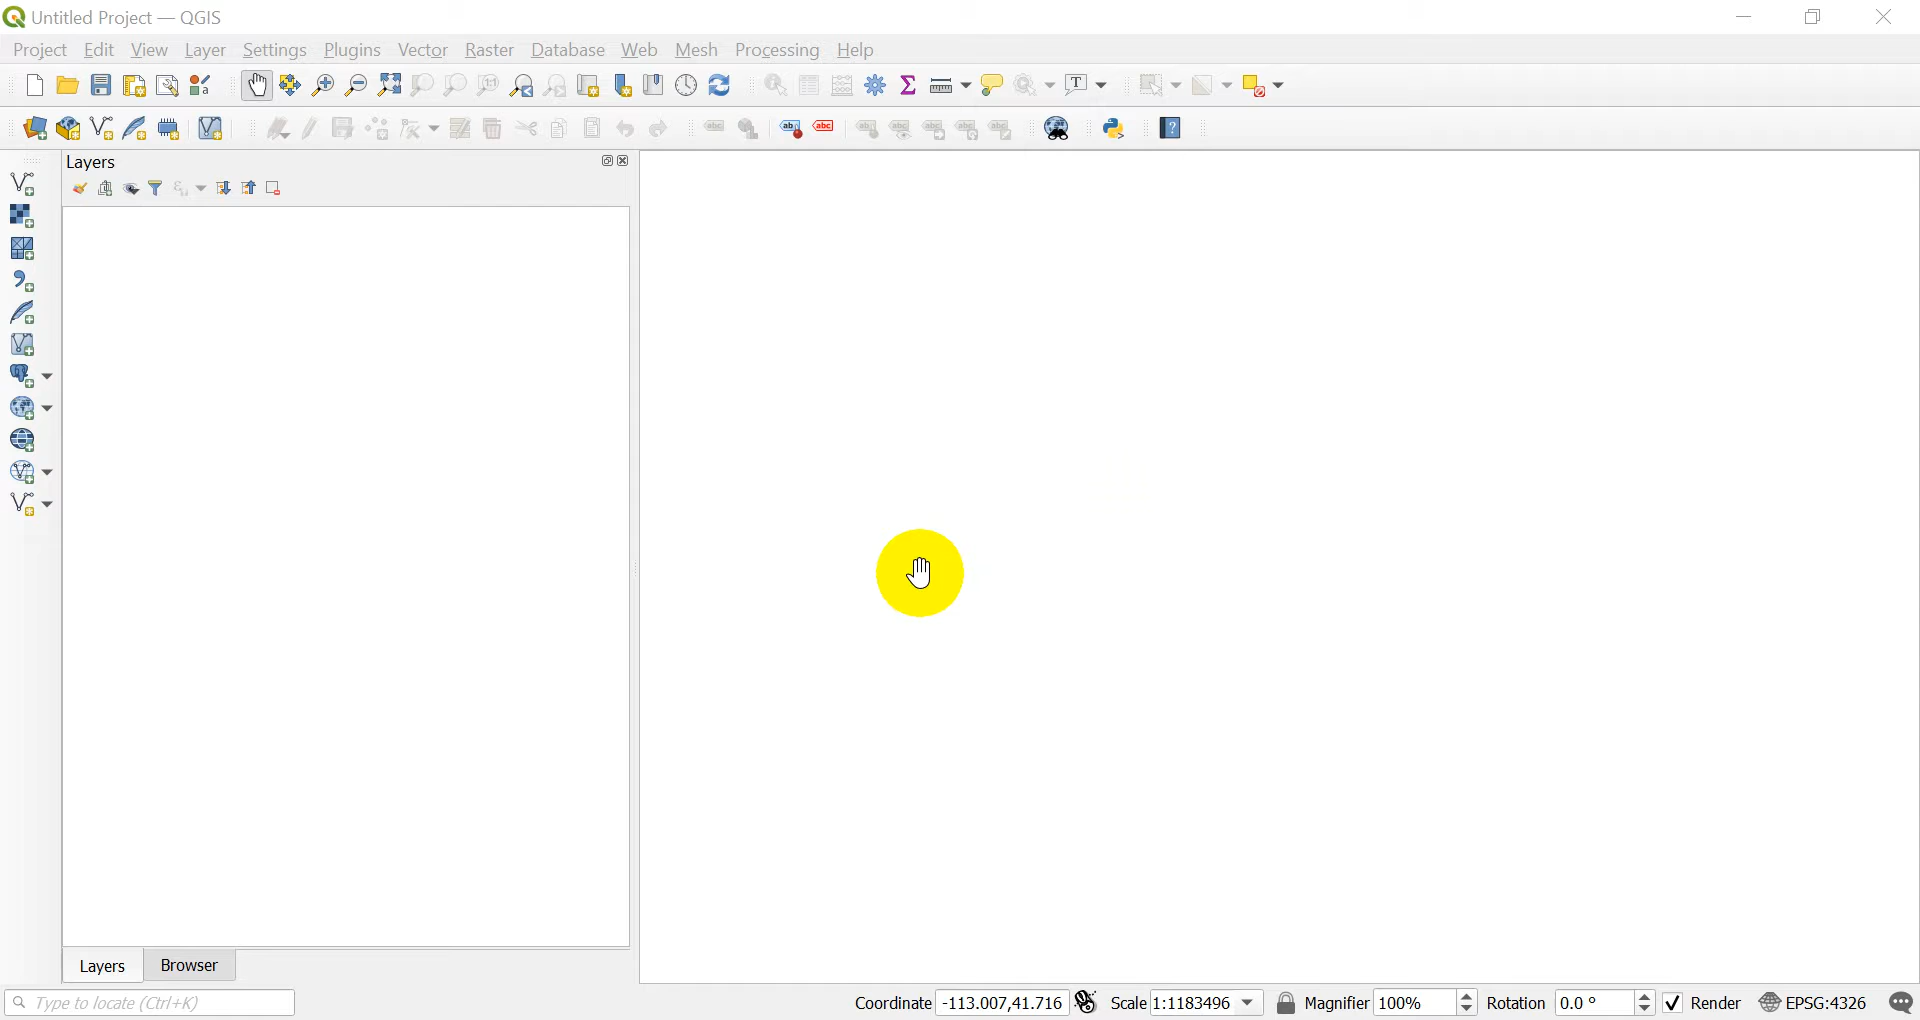 Untitled Project — QGIS
Project Edit View Layer Settings Plugins Vector Raster Database Web Mesh Processing Help
Layers
Layers Browser
Type to locate (Ctrl+K) Coordinate -113.007,41.716 Scale 1:1183496 Magnifier 100% Rotation 0.0 ° Render EPSG:4326